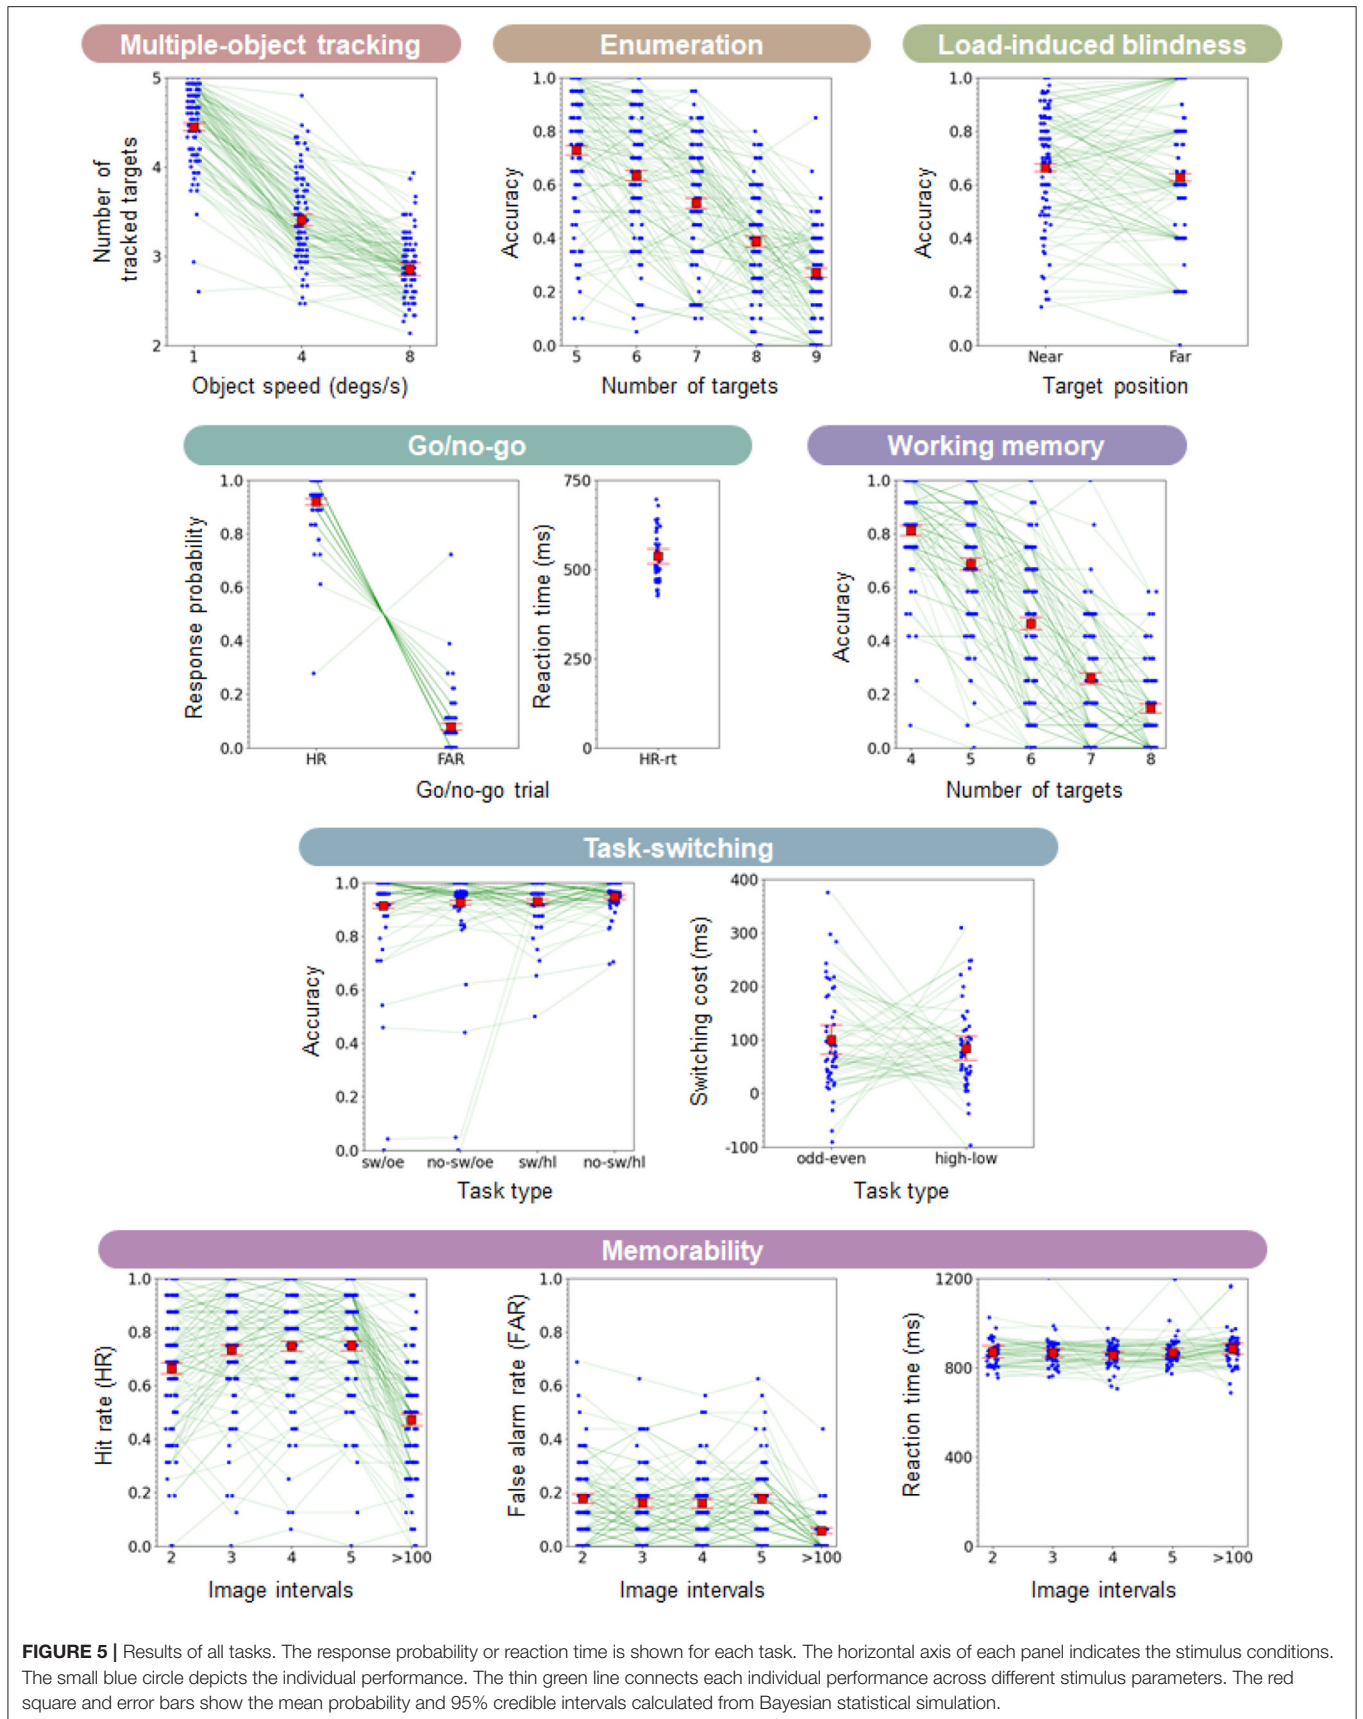 Multiple-object tracking
Enumeration
Load-induced blindness
5
4
3
2
Number of
tracked targets
1
4
8
Object speed (degs/s)
1.0
0.8
0.6
0.4
0.2
0.0
Accuracy
5
6
7
8
9
Number of targets
1.0
0.8
0.6
0.4
0.2
0.0
Accuracy
Near
Far
Target position
Go/no-go
Working memory
1.0
0.8
0.6
0.4
0.2
0.0
Response probability
HR
FAR
Go/no-go trial
750
500
250
0
Reaction time (ms)
HR-rt
1.0
0.8
0.6
0.4
0.2
0.0
Accuracy
4
5
6
7
8
Number of targets
Task-switching
1.0
0.8
0.6
0.4
0.2
0.0
Accuracy
sw/oe
no-sw/oe
sw/hl
no-sw/hl
Task type
400
300
200
100
0
-100
Switching cost (ms)
odd-even
high-low
Task type
Memorability
1.0
0.8
0.6
0.4
0.2
0.0
Hit rate (HR)
2
3
4
5
>100
Image intervals
1.0
0.8
0.6
0.4
0.2
0.0
False alarm rate (FAR)
2
3
4
5
>100
Image intervals
1200
800
400
0
Reaction time (ms)
2
3
4
5
>100
Image intervals
FIGURE 5 | Results of all tasks. The response probability or reaction time is shown for each task. The horizontal axis of each panel indicates the stimulus conditions.
The small blue circle depicts the individual performance. The thin green line connects each individual performance across different stimulus parameters. The red
square and error bars show the mean probability and 95% credible intervals calculated from Bayesian statistical simulation.